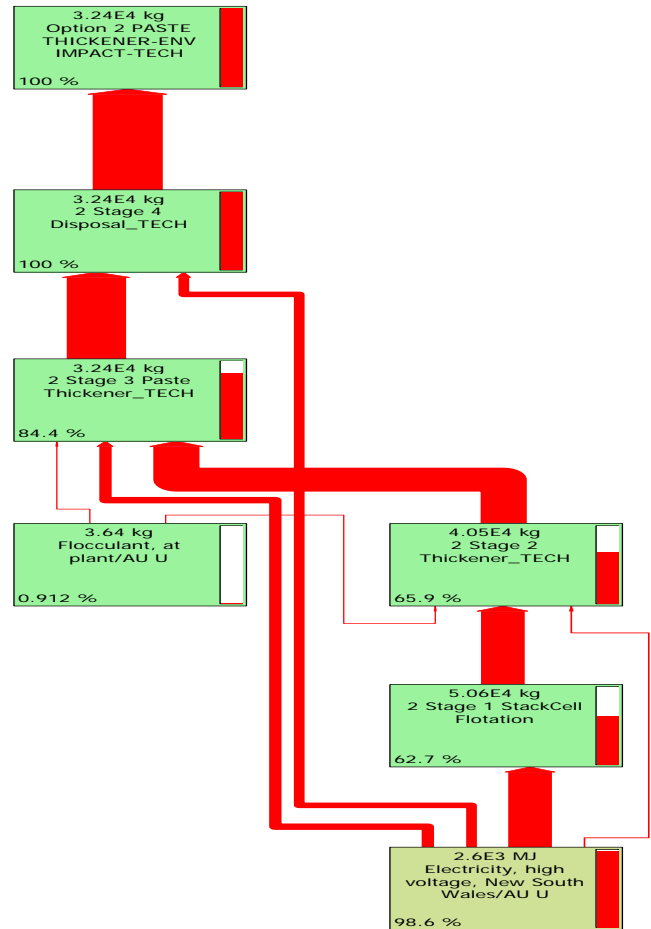 3.24E4 kg
Option 2 PASTE
THICKENER-ENV
IMPACT-TECH
100 %
3.24E4 kg
2 Stage 4
Disposal_TECH
100 %
3.24E4 kg
2 Stage 3 Paste
Thickener_TECH
84.4 %
3.64 kg
Flocculant, at
plant/AU U
0.912 %
4.05E4 kg
2 Stage 2
Thickener_TECH
65.9 %
5.06E4 kg
2 Stage 1 StackCell
Flotation
62.7 %
2.6E3 MJ
Electricity, high
voltage, New South
Wales/AU U
98.6 %